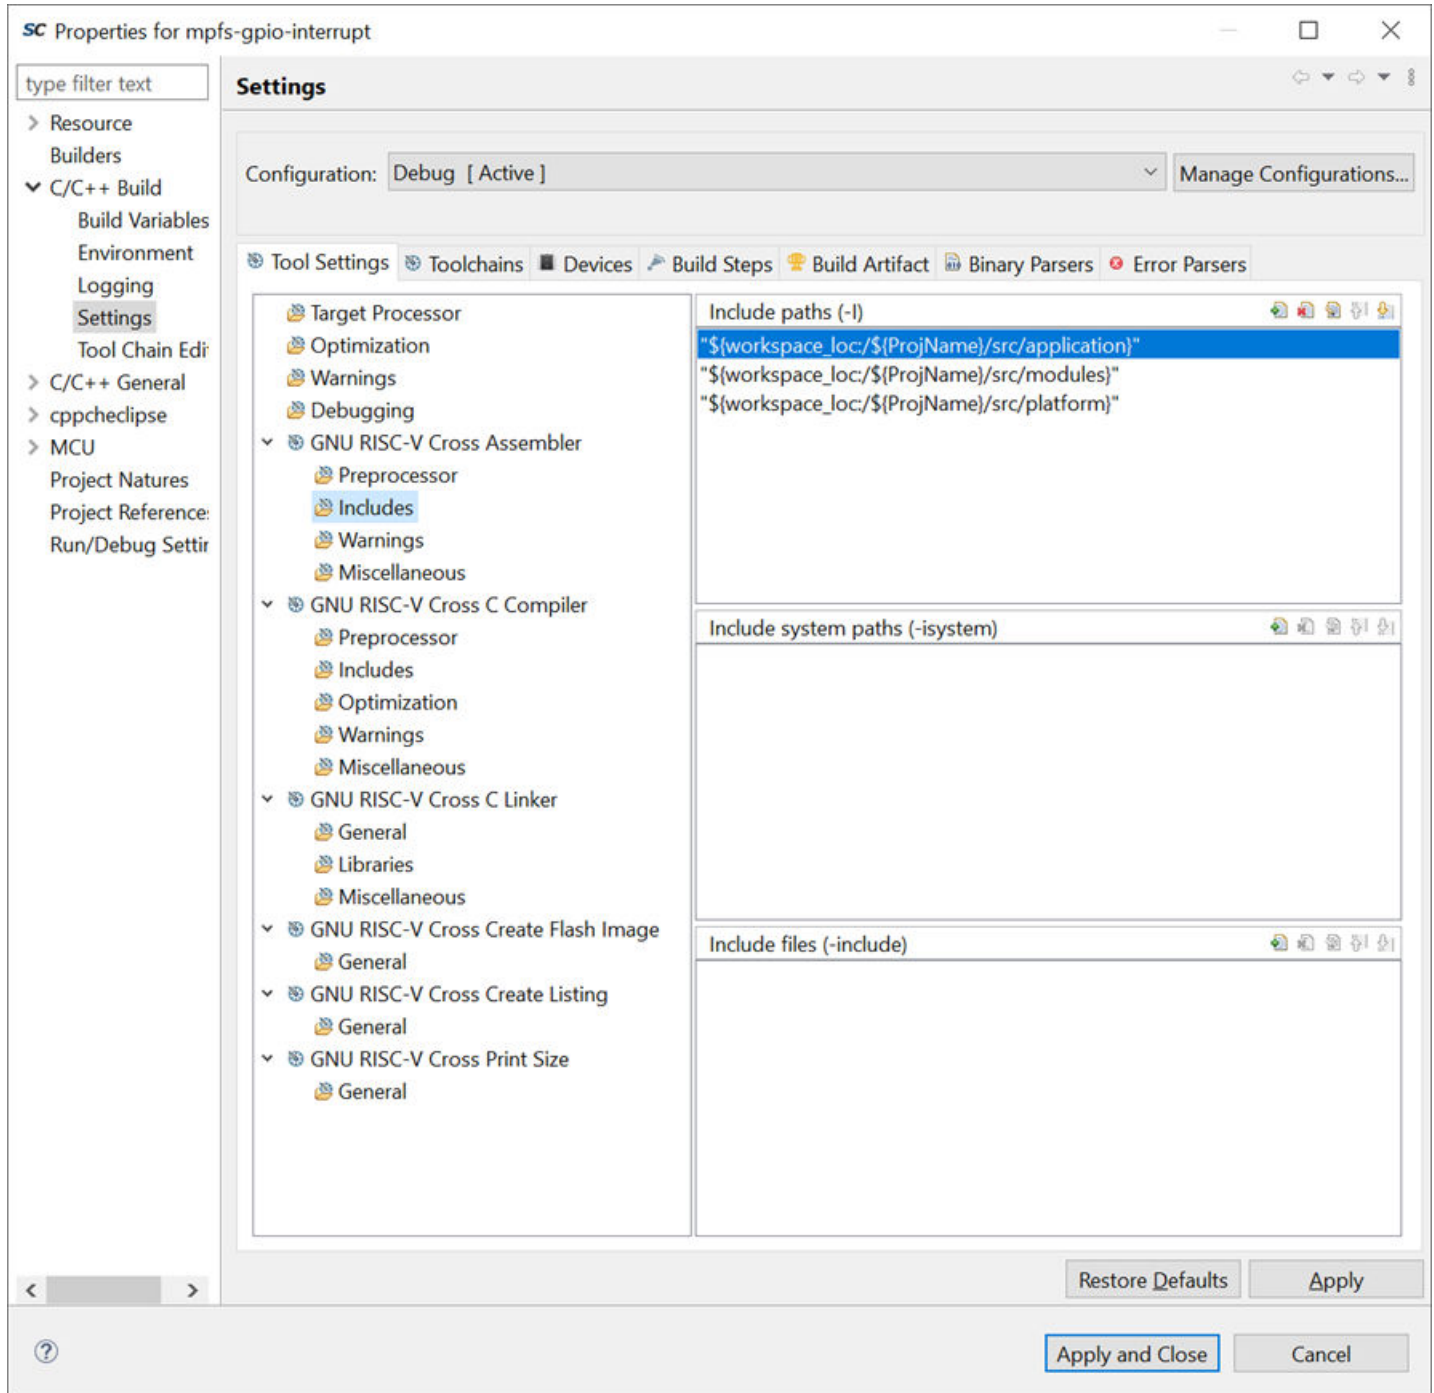 SC Properties for mpfs-gpio-interrupt
type filter text
Resource
Builders
C/C++ Build
Build Variables
Environment
Logging
Settings
Tool Chain Edi
C/C++ General
cppcheclipse
MCU
Project Natures
Project Reference
Run/Debug Settin
Settings
Configuration: Debug [ Active ] Manage Configurations...
Tool Settings Toolchains Devices Build Steps Build Artifact Binary Parsers Error Parsers
Target Processor
Optimization
Warnings
Debugging
GNU RISC-V Cross Assembler
Preprocessor
Includes
Warnings
Miscellaneous
GNU RISC-V Cross C Compiler
Preprocessor
Includes
Optimization
Warnings
Miscellaneous
GNU RISC-V Cross C Linker
General
Libraries
Miscellaneous
GNU RISC-V Cross Create Flash Image
General
GNU RISC-V Cross Create Listing
General
GNU RISC-V Cross Print Size
General
Include paths (-I)
"${workspace_loc:/${ProjName}/src/application}"
"${workspace_loc:/${ProjName}/src/modules}"
"${workspace_loc:/${ProjName}/src/platform}"
Include system paths (-isystem)
Include files (-include)
Restore Defaults Apply
? Apply and Close Cancel